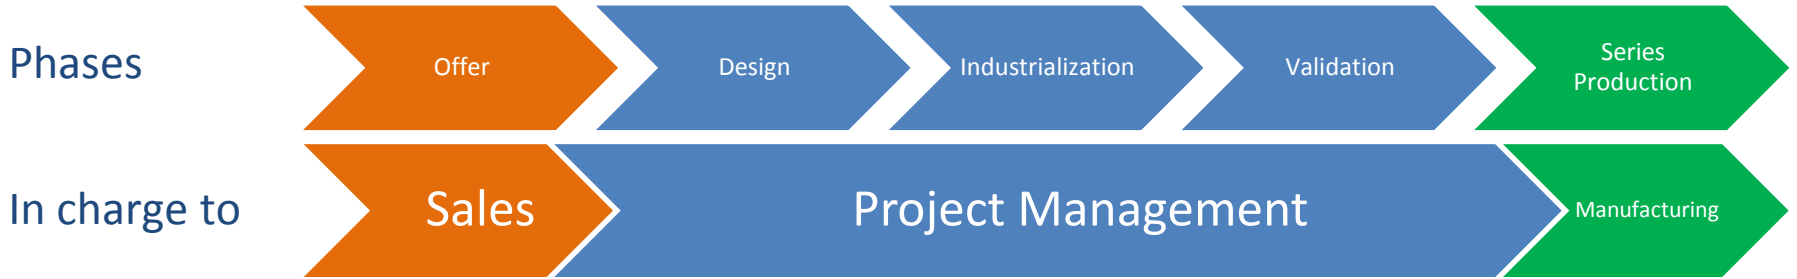 Phases
Offer
Design
Industrialization
Validation
Series
Production
In charge to
Sales
Project Management
Manufacturing